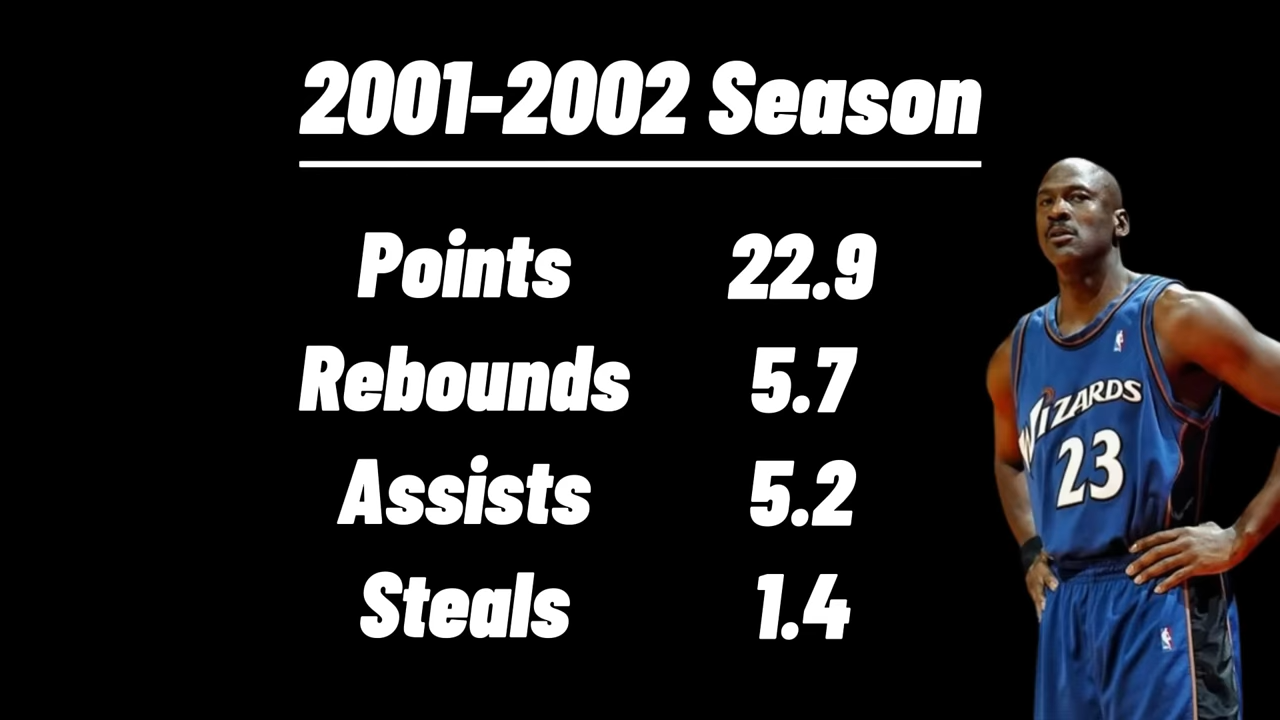 2001-2002 Season
Points 22.9
Rebounds 5.7
Assists 5.2
Steals 1.4
WIZARDS
23